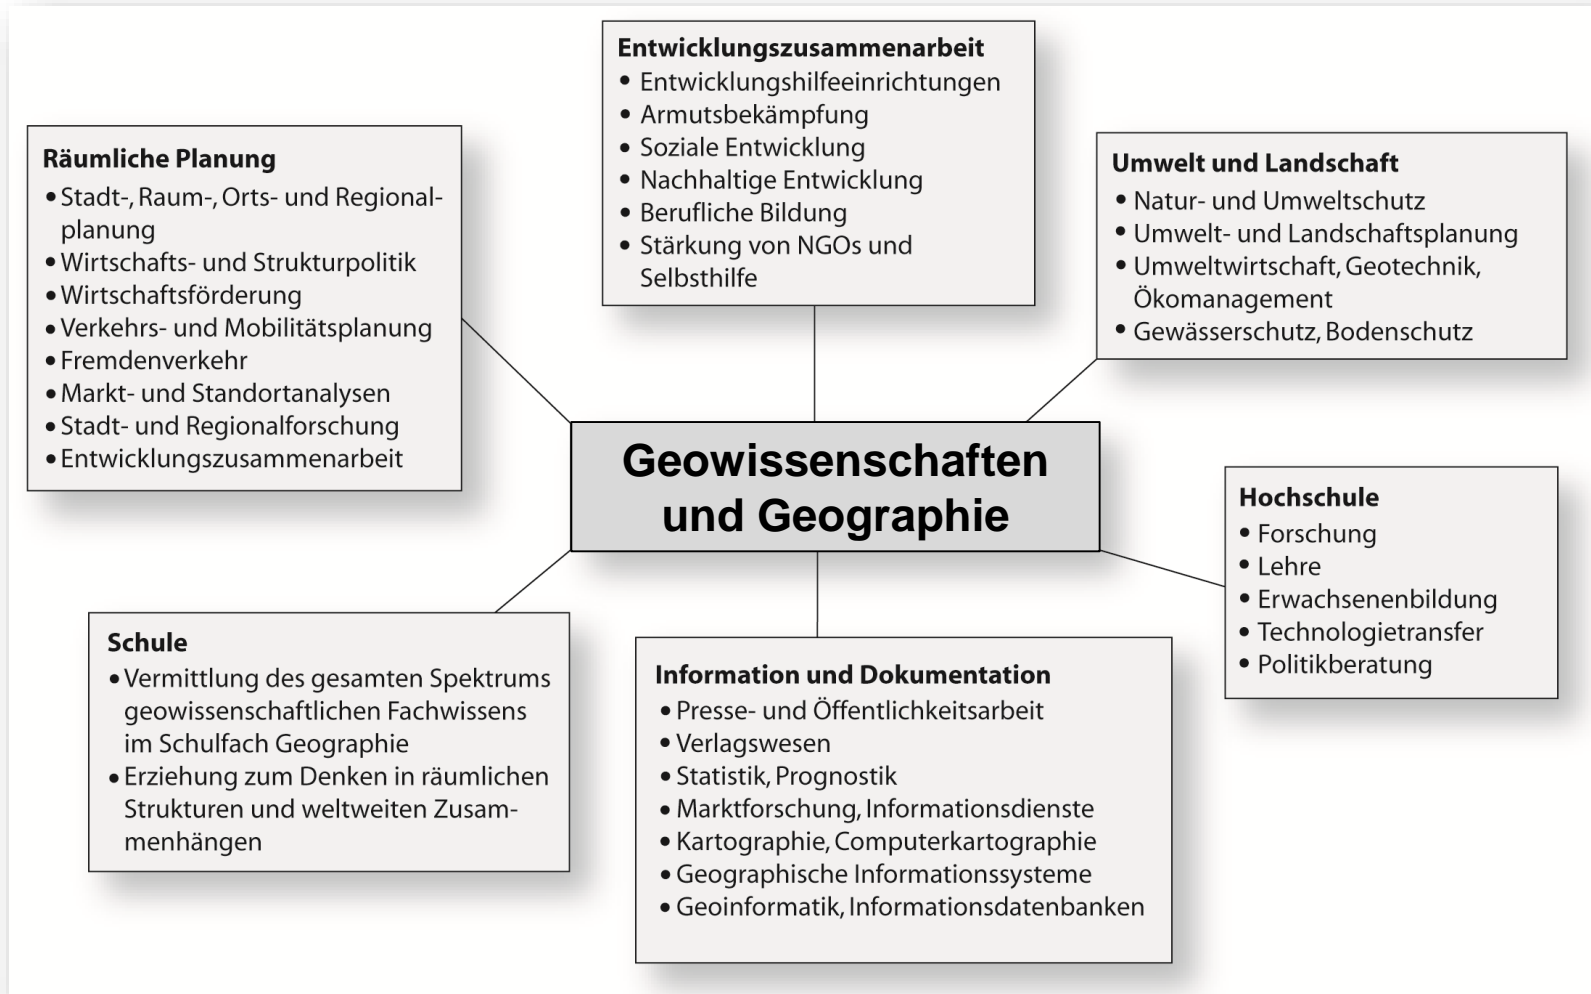 Entwicklungszusammenarbeit
• Entwicklungshilfeeinrichtungen
• Armutsbekämpfung
• Soziale Entwicklung
• Nachhaltige Entwicklung
• Berufliche Bildung
• Stärkung von NGOs und
Selbsthilfe
Räumliche Planung
• Stadt-, Raum-, Orts- und Regional-
planung
• Wirtschafts- und Strukturpolitik
• Wirtschaftsförderung
• Verkehrs- und Mobilitätsplanung
• Fremdenverkehr
• Markt- und Standortanalysen
• Stadt- und Regionalforschung
• Entwicklungszusammenarbeit
Umwelt und Landschaft
• Natur- und Umweltschutz
• Umwelt- und Landschaftsplanung
• Umweltwirtschaft, Geotechnik,
Ökomanagement
• Gewässerschutz, Bodenschutz
Geowissenschaften
und Geographie
Hochschule
• Forschung
• Lehre
• Erwachsenenbildung
• Technologietransfer
• Politikberatung
Schule
• Vermittlung des gesamten Spektrums
geowissenschaftlichen Fachwissens
im Schulfach Geographie
• Erziehung zum Denken in räumlichen
Strukturen und weltweiten Zusam-
menhängen
Information und Dokumentation
• Presse- und Öffentlichkeitsarbeit
• Verlagswesen
• Statistik, Prognostik
• Marktforschung, Informationsdienste
• Kartographie, Computerkartographie
• Geographische Informationssysteme
• Geoinformatik, Informationsdatenbanken